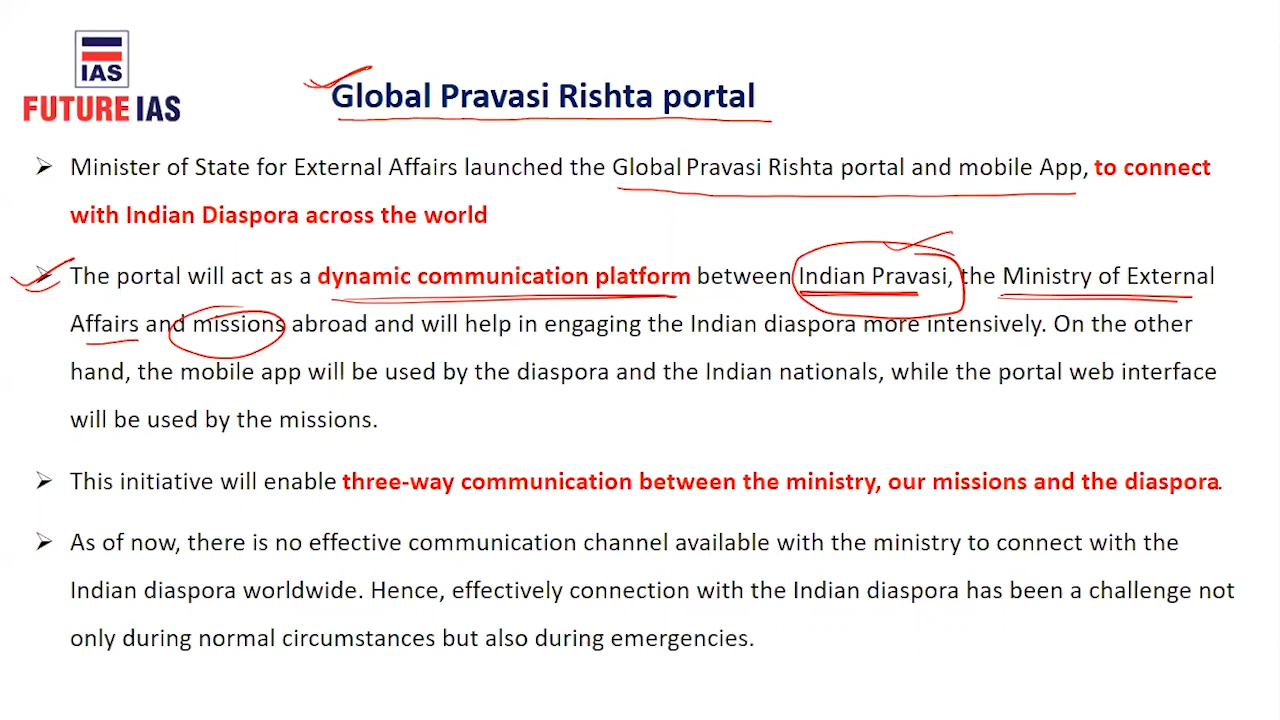 IAS
FUTURE IAS
Global Pravasi Rishta portal
Minister of State for External Affairs launched the Global Pravasi Rishta portal and mobile App, to connect
with Indian Diaspora across the world
The portal will act as a dynamic communication platform between Indian Pravasi, the Ministry of External
Affairs and missions abroad and will help in engaging the Indian diaspora more intensively. On the other
hand, the mobile app will be used by the diaspora and the Indian nationals, while the portal web interface
will be used by the missions.
This initiative will enable three-way communication between the ministry, our missions and the diaspora.
As of now, there is no effective communication channel available with the ministry to connect with the
Indian diaspora worldwide. Hence, effectively connection with the Indian diaspora has been a challenge not
only during normal circumstances but also during emergencies.